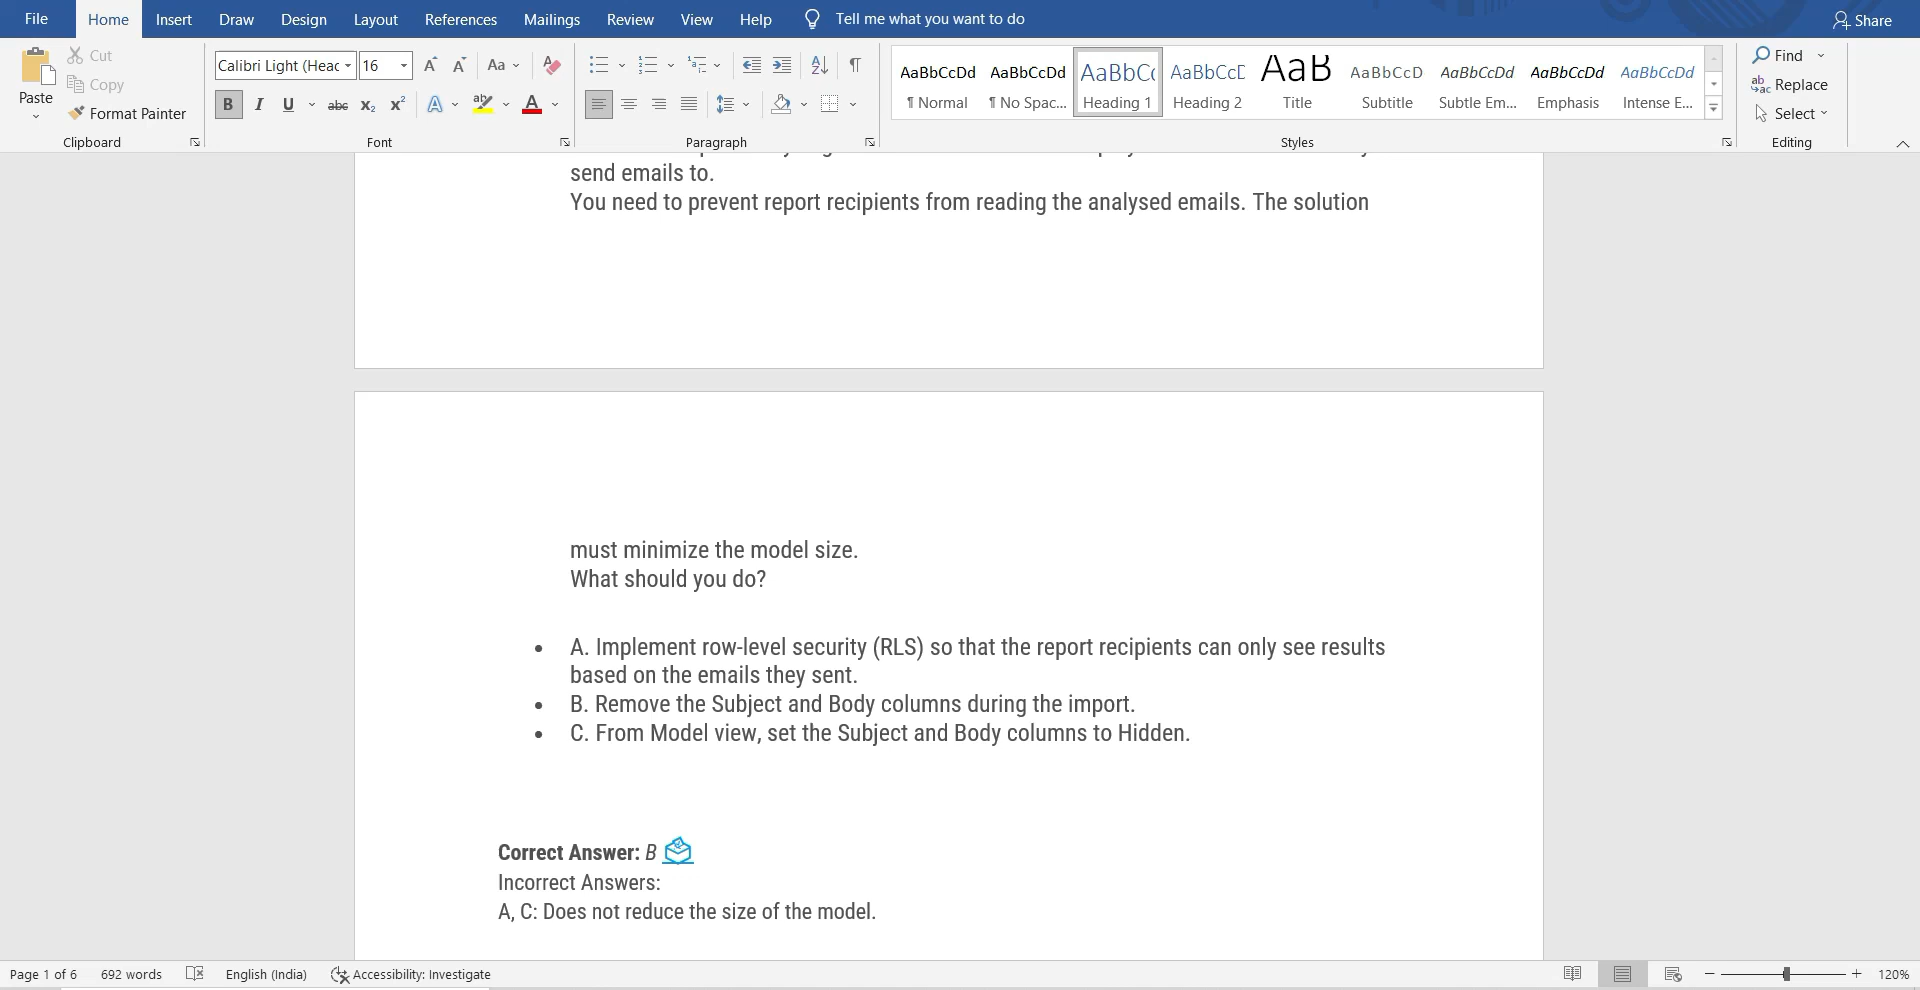 File Home Insert Draw Design Layout References Mailings Review View Help Tell me what you want to do Share
Cut
Copy
Paste
Format Painter
Clipboard
Calibri Light (Heac 16 Aa
B I U abc x₂ x² A ab A
Font
Paragraph
AaBbCcDd AaBbCcDd AaBbC AaBbCcD AaB AaBbCcD AaBbCcDd AaBbCcDd AaBbCcDd
¶ Normal ¶ No Spac... Heading 1 Heading 2 Title Subtitle Subtle Em... Emphasis Intense E...
Styles
Find
Replace
Select
Editing
send emails to.
You need to prevent report recipients from reading the analysed emails. The solution
must minimize the model size.
What should you do?
• A. Implement row-level security (RLS) so that the report recipients can only see results
based on the emails they sent.
• B. Remove the Subject and Body columns during the import.
• C. From Model view, set the Subject and Body columns to Hidden.
Correct Answer: B
Incorrect Answers:
A, C: Does not reduce the size of the model.
Page 1 of 6 692 words English (India) Accessibility: Investigate 120%